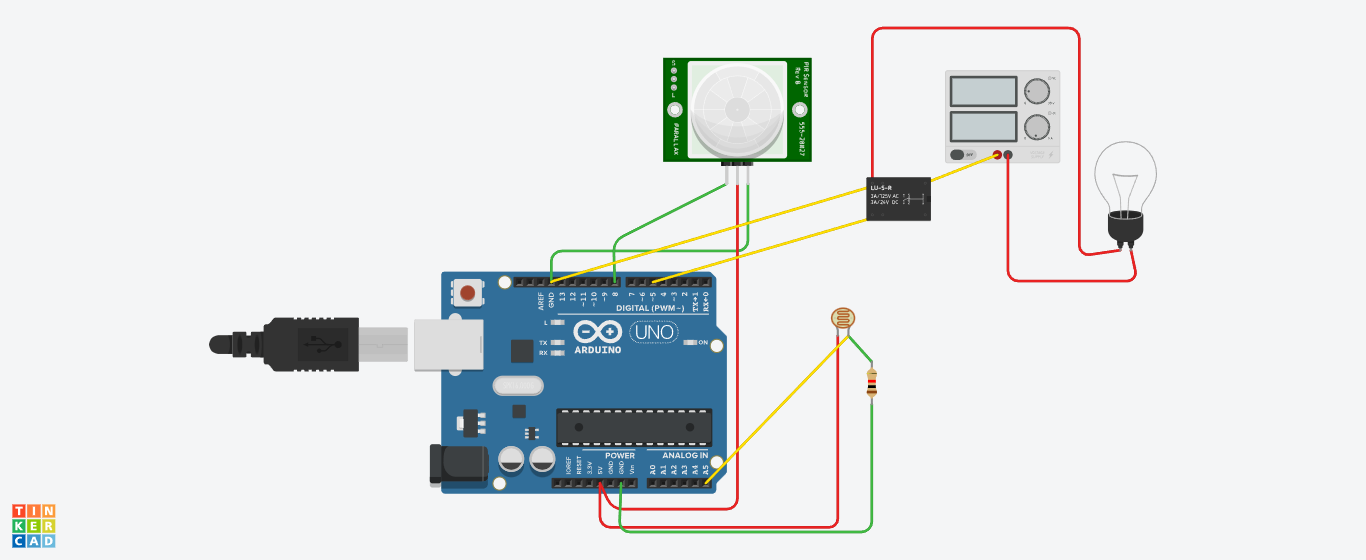 PIR Sensor
Rev B
PARALLAX
555-28027
LU-5-R
3A/125V AC
3A/24V DC
AREF
GND
13
12
~11
~10
~9
8
7
~6
~5
4
~3
2
TX→1
RX←0
DIGITAL (PWM~)
L
TX
RX
ARDUINO
UNO
ON
POWER
ANALOG IN
IOREF
RESET
3.3V
5V
GND
GND
Vin
A0
A1
A2
A3
A4
A5
TIN
KER
CAD